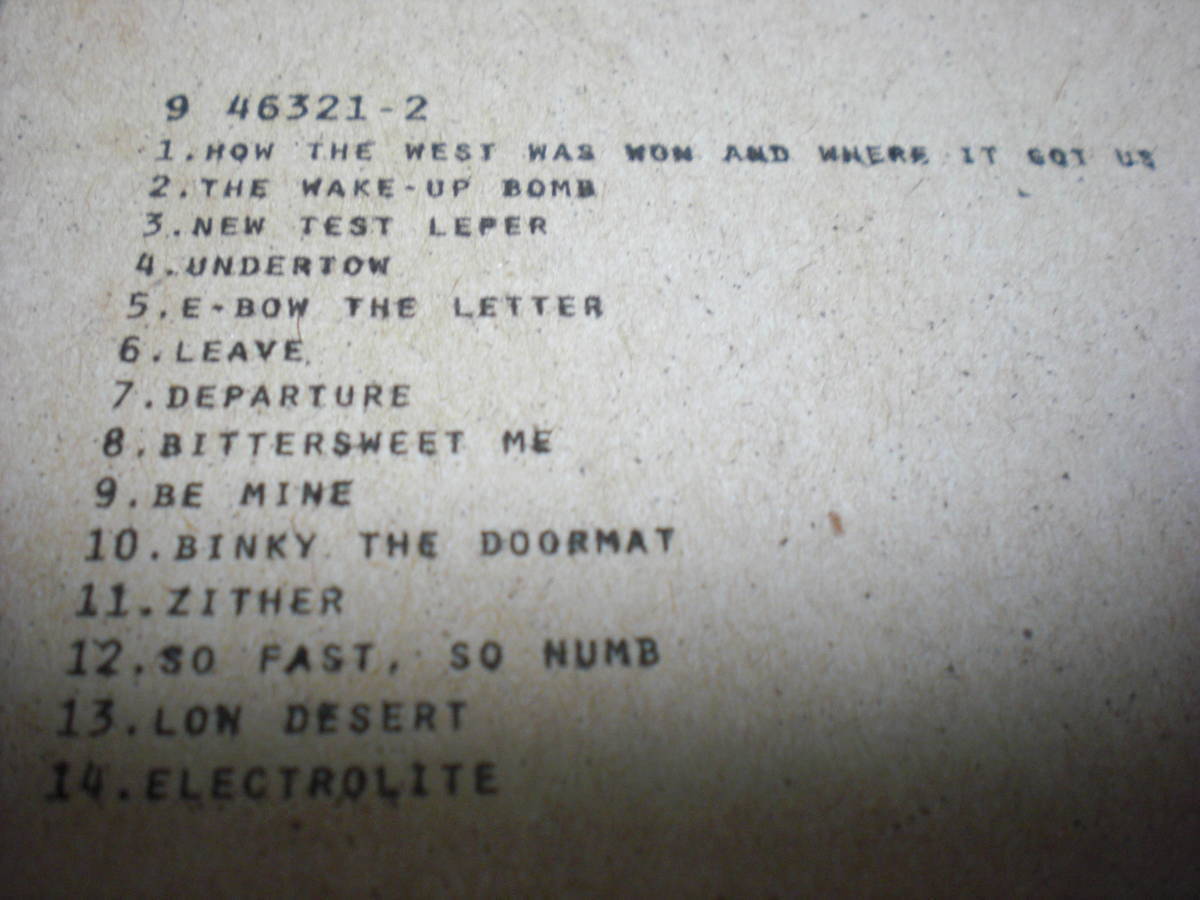 9 46321-2
1.HOW THE WEST WAS WON AND WHERE IT GOT US
2.THE WAKE-UP BOMB
3.NEW TEST LEPER
4.UNDERTOW
5.E-BOW THE LETTER
6.LEAVE
7.DEPARTURE
8.BITTERSWEET ME
9.BE MINE
10.BINKY THE DOORMAT
11.ZITHER
12.SO FAST, SO NUMB
13.LOW DESERT
14.ELECTROLITE